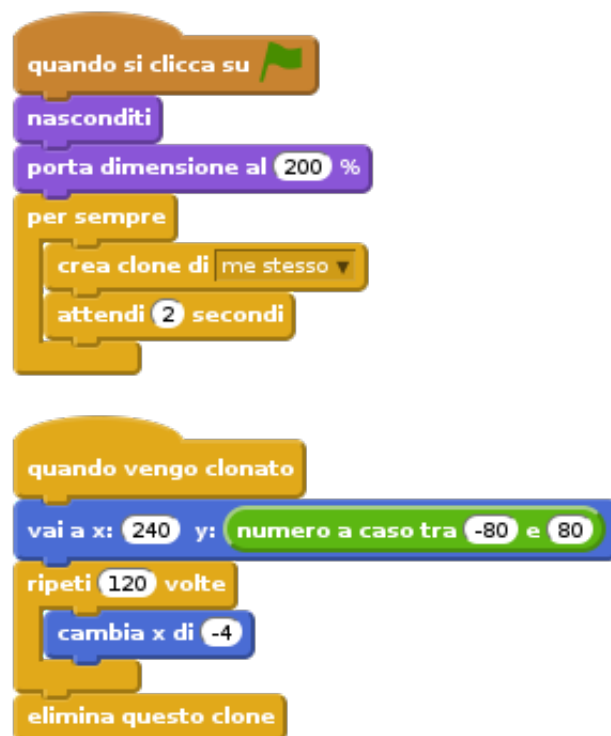 quando si clicca su
nasconditi
porta dimensione al 200 %
per sempre
crea clone di me stesso
attendi 2 secondi
quando vengo clonato
vai a x: 240 y: numero a caso tra -80 e 80
ripeti 120 volte
cambia x di -4
elimina questo clone